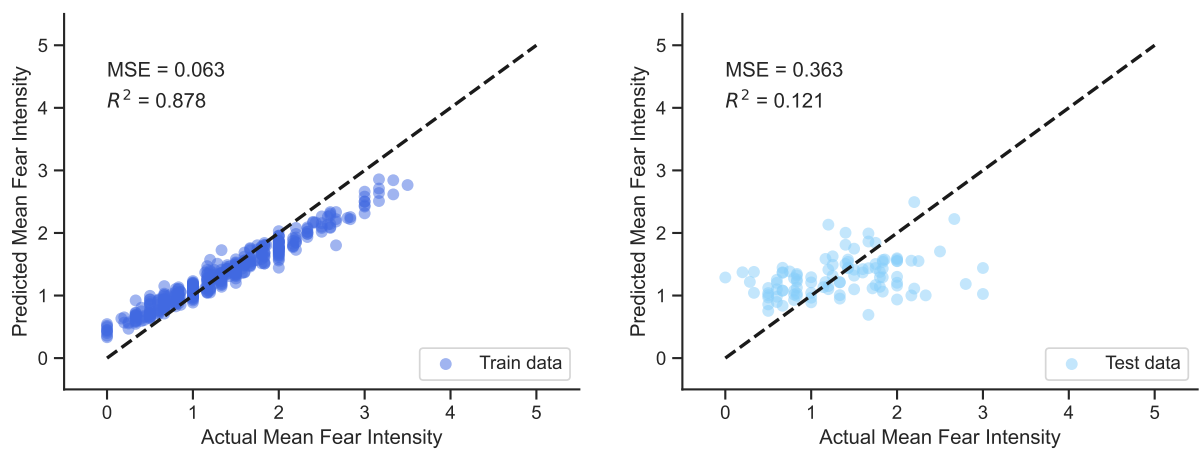 MSE = 0.063
R² = 0.878
Predicted Mean Fear Intensity
5
4
3
2
1
0
Train data
0 1 2 3 4 5
Actual Mean Fear Intensity
MSE = 0.363
R² = 0.121
Predicted Mean Fear Intensity
5
4
3
2
1
0
Test data
0 1 2 3 4 5
Actual Mean Fear Intensity